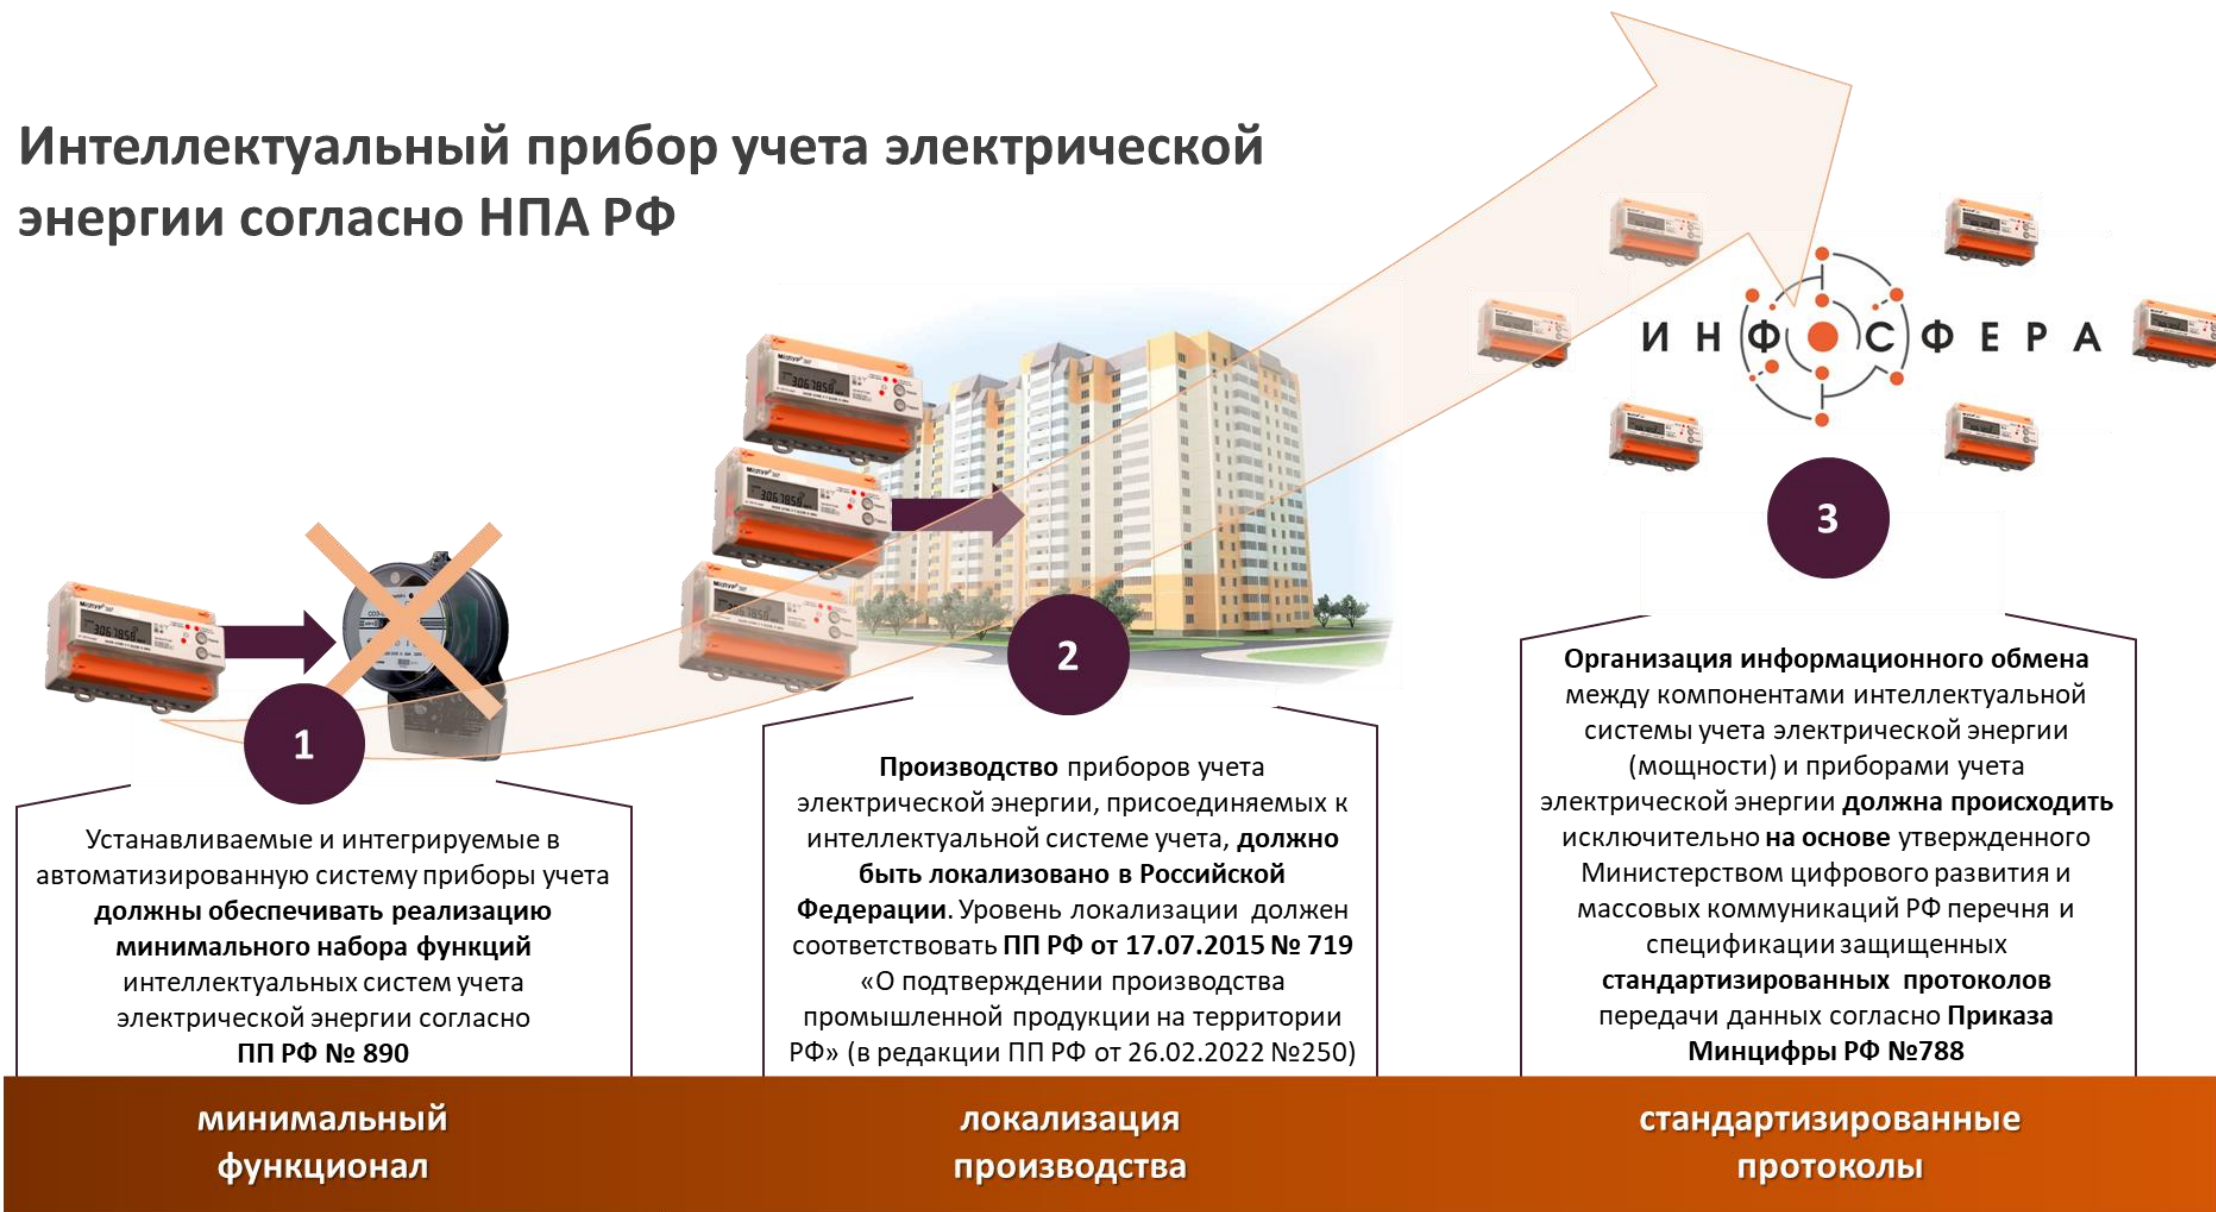 Интеллектуальный прибор учета электрической
энергии согласно НПА РФ
ИНФОСФЕРА
1
Устанавливаемые и интегрируемые в
автоматизированную систему приборы учета
должны обеспечивать реализацию
минимального набора функций
интеллектуальных систем учета
электрической энергии согласно
ПП РФ № 890
минимальный
функционал
2
Производство приборов учета
электрической энергии, присоединяемых к
интеллектуальной системе учета, должно
быть локализовано в Российской
Федерации. Уровень локализации должен
соответствовать ПП РФ от 17.07.2015 № 719
«О подтверждении производства
промышленной продукции на территории
РФ» (в редакции ПП РФ от 26.02.2022 №250)
локализация
производства
3
Организация информационного обмена
между компонентами интеллектуальной
системы учета электрической энергии
(мощности) и приборами учета
электрической энергии должна происходить
исключительно на основе утвержденного
Министерством цифрового развития и
массовых коммуникаций РФ перечня и
спецификации защищенных
стандартизированных протоколов
передачи данных согласно Приказа
Минцифры РФ №788
стандартизированные
протоколы